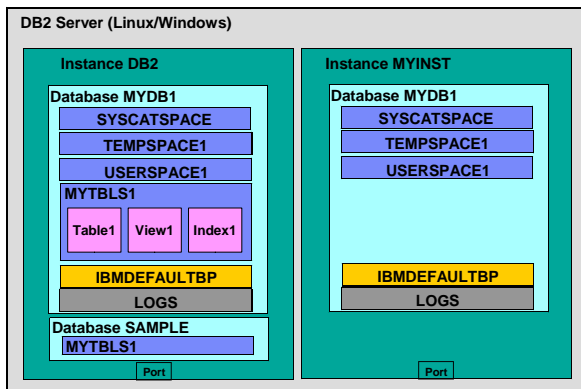 DB2 Server (Linux/Windows)
Instance DB2
Database MYDB1
SYSCATSPACE
TEMPSPACE1
USERSPACE1
MYTBLS1
Table1
View1
Index1
IBMDEFAULTBP
LOGS
Database SAMPLE
MYTBLS1
Port
Instance MYINST
Database MYDB1
SYSCATSPACE
TEMPSPACE1
USERSPACE1
IBMDEFAULTBP
LOGS
Port